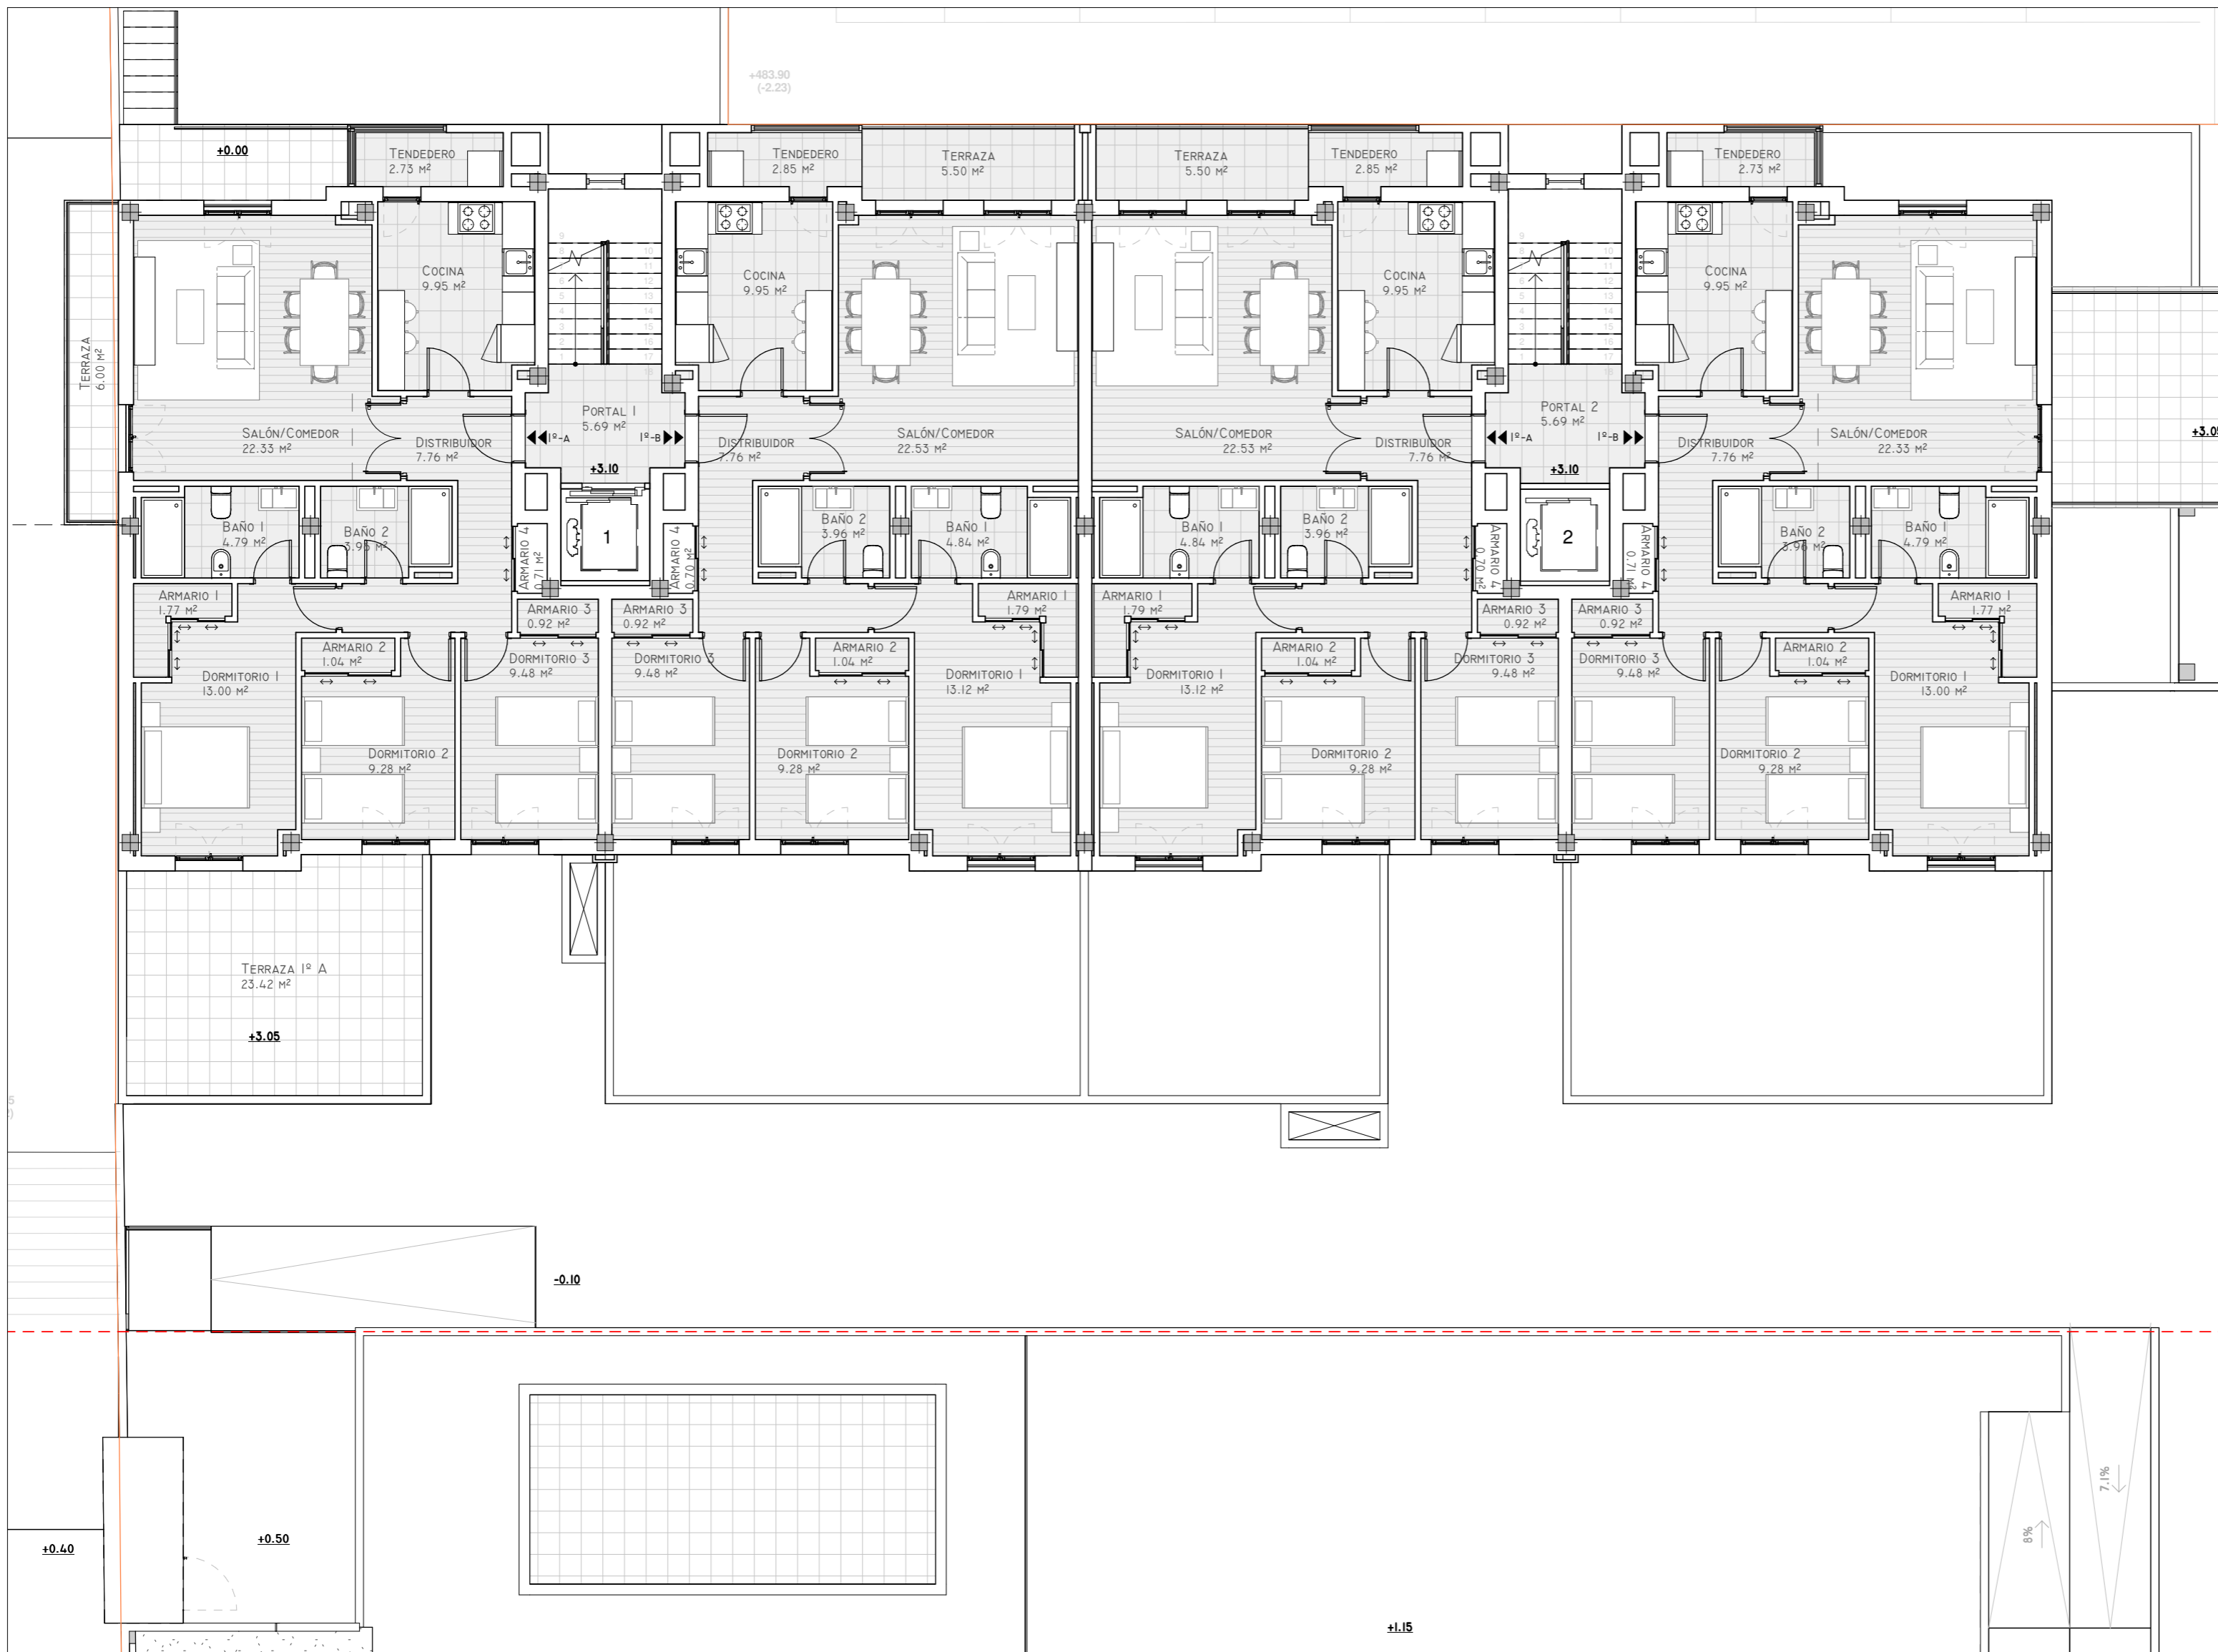 +483.90
(-2.23)
+0.00
Tendedero
2.73 m²
Tendedero
2.85 m²
Terraza
5.50 m²
Terraza
5.50 m²
Tendedero
2.85 m²
Tendedero
2.73 m²
Terraza
6.00 m²
Cocina
9.95 m²
Cocina
9.95 m²
Cocina
9.95 m²
Cocina
9.95 m²
Salón/Comedor
22.33 m²
Distribuidor
7.76 m²
Portal 1
5.69 m²
1º-A
1º-B
+3.10
Distribuidor
7.76 m²
Salón/Comedor
22.53 m²
Salón/Comedor
22.53 m²
Distribuidor
7.76 m²
Portal 2
5.69 m²
1º-A
1º-B
+3.10
Distribuidor
7.76 m²
Salón/Comedor
22.33 m²
+3.05
Baño 1
4.79 m²
Baño 2
3.95 m²
Armario 4
0.71 m²
1
Armario 4
0.70 m²
Baño 2
3.96 m²
Baño 1
4.84 m²
Baño 1
4.84 m²
Baño 2
3.96 m²
Armario 4
0.70 m²
2
Armario 4
0.71 m²
Baño 2
3.96 m²
Baño 1
4.79 m²
Armario 1
1.77 m²
Armario 3
0.92 m²
Armario 3
0.92 m²
Armario 1
1.79 m²
Armario 1
1.79 m²
Armario 3
0.92 m²
Armario 3
0.92 m²
Armario 1
1.77 m²
Armario 2
1.04 m²
Armario 2
1.04 m²
Armario 2
1.04 m²
Armario 2
1.04 m²
Dormitorio 1
13.00 m²
Dormitorio 3
9.48 m²
Dormitorio 3
9.48 m²
Dormitorio 1
13.12 m²
Dormitorio 1
13.12 m²
Dormitorio 3
9.48 m²
Dormitorio 3
9.48 m²
Dormitorio 1
13.00 m²
Dormitorio 2
9.28 m²
Dormitorio 2
9.28 m²
Dormitorio 2
9.28 m²
Dormitorio 2
9.28 m²
Terraza 1º A
23.42 m²
+3.05
-0.10
+0.40
+0.50
+1.15
8%
7.1%